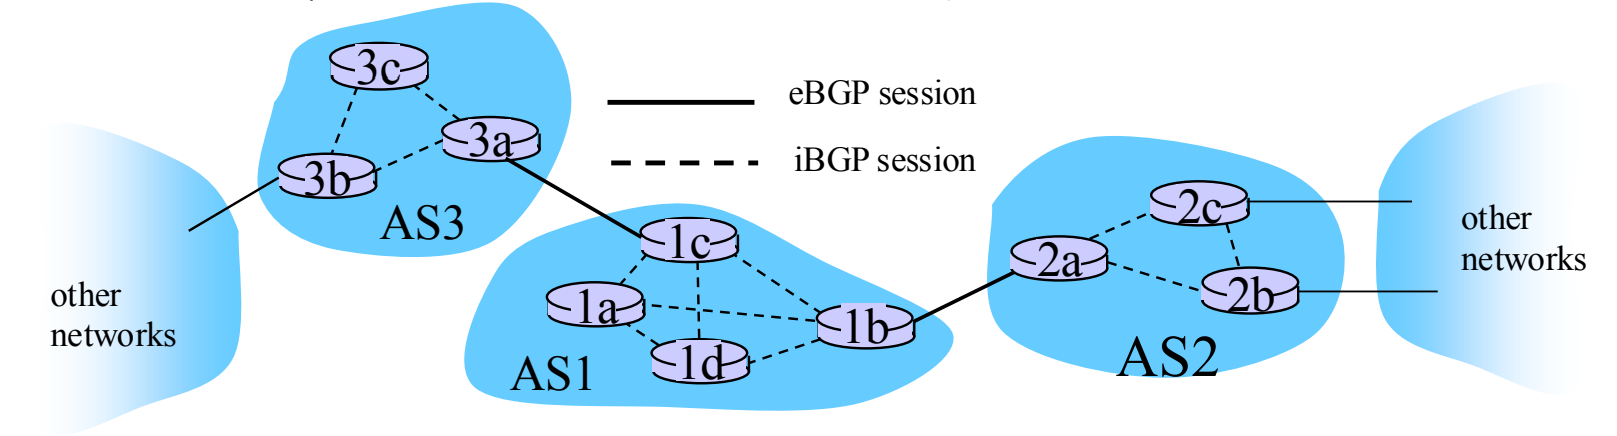 3c
3a
3b
AS3
eBGP session
iBGP session
other
networks
1c
1a
1b
1d
AS1
2c
2a
2b
AS2
other
networks